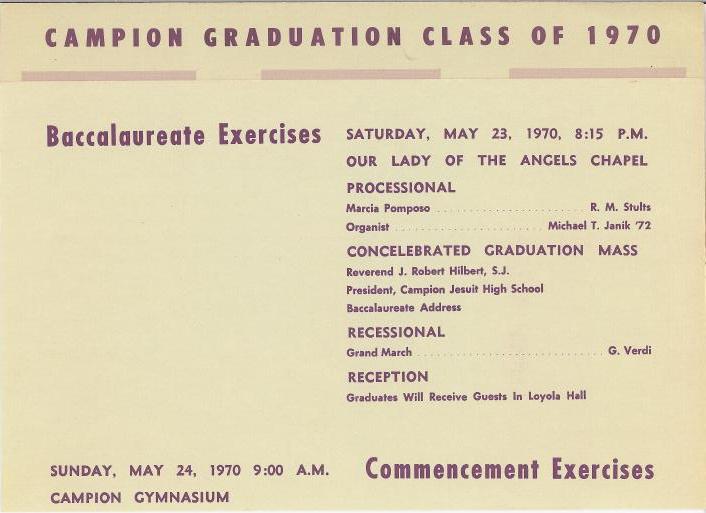 CAMPION GRADUATION CLASS OF 1970
Baccalaureate Exercises
SATURDAY, MAY 23, 1970, 8:15 P.M.
OUR LADY OF THE ANGELS CHAPEL
PROCESSIONAL
Marcia Pomposo . . . . . . . . . . . . . . . . . . . . . . . . . . R. M. Stults
Organist . . . . . . . . . . . . . . . . . . . . . . . . . Michael T. Janik '72
CONCELEBRATED GRADUATION MASS
Reverend J. Robert Hilbert, S.J.
President, Campion Jesuit High School
Baccalaureate Address
RECESSIONAL
Grand March . . . . . . . . . . . . . . . . . . . . . . . . . . . . . . . . G. Verdi
RECEPTION
Graduates Will Receive Guests In Loyola Hall
SUNDAY, MAY 24, 1970 9:00 A.M.
CAMPION GYMNASIUM
Commencement Exercises